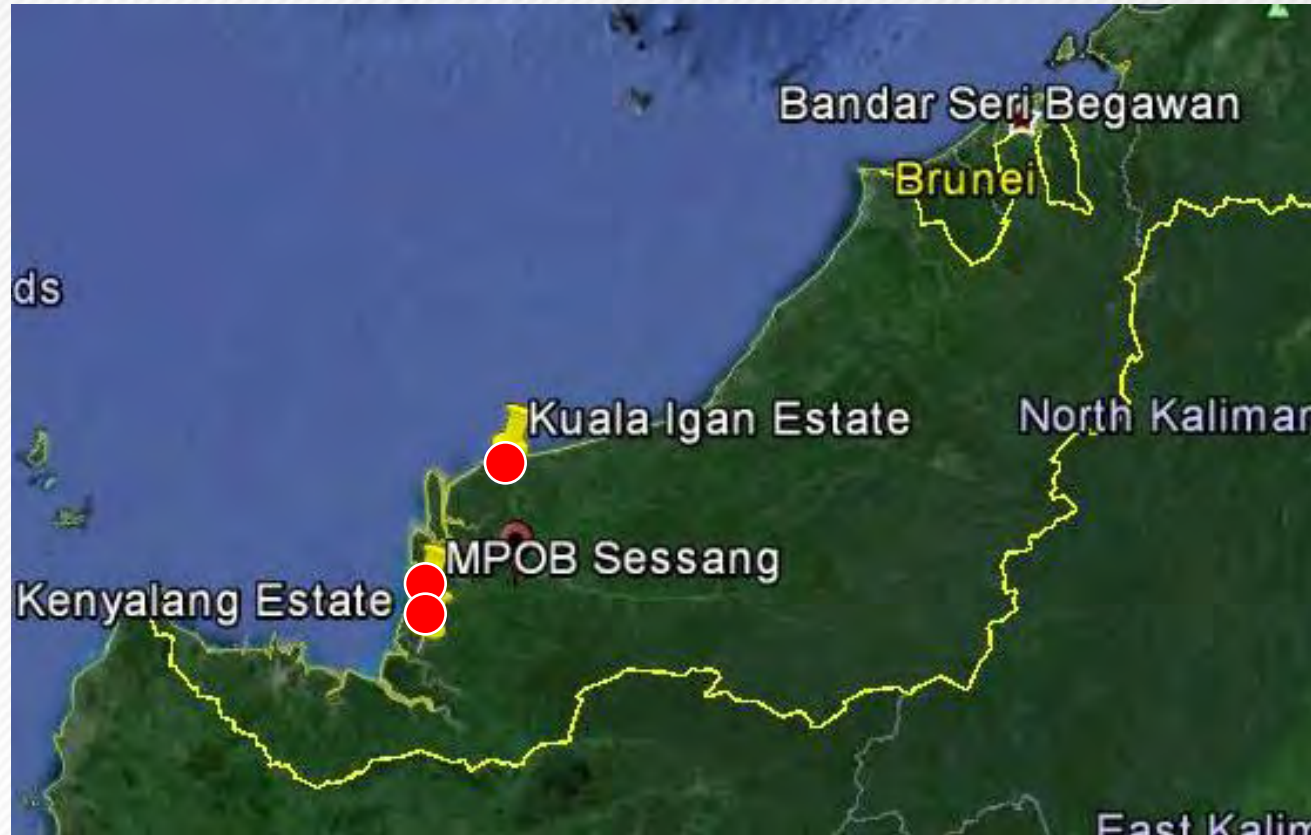 Bandar Seri Begawan
Brunei
ds
Kuala Igan Estate
North Kaliman
MPOB Sessang
Kenyalang Estate
East Kalim